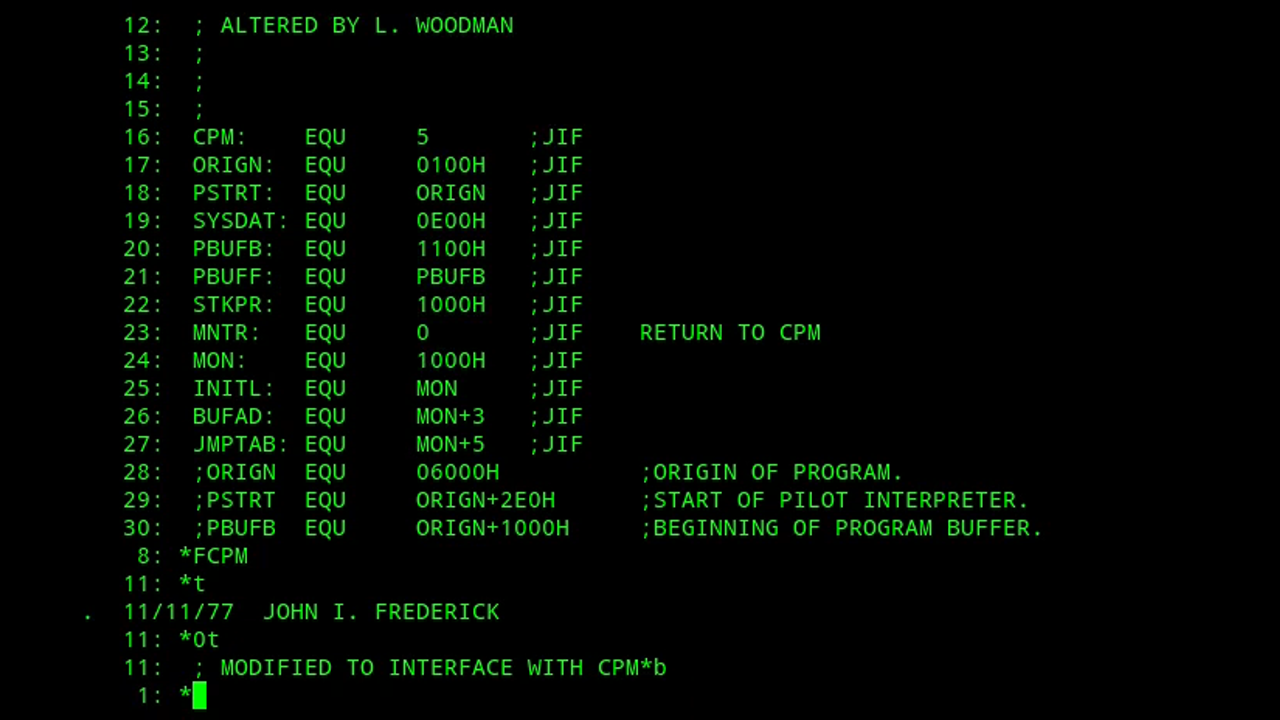 12:  ; ALTERED BY L. WOODMAN
13:  ;
14:  ;
15:  ;
16:  CPM:    EQU     5       ;JIF
17:  ORIGN:  EQU     0100H   ;JIF
18:  PSTRT:  EQU     ORIGN   ;JIF
19:  SYSDAT: EQU     0E00H   ;JIF
20:  PBUFB:  EQU     1100H   ;JIF
21:  PBUFF:  EQU     PBUFB   ;JIF
22:  STKPR:  EQU     1000H   ;JIF
23:  MNTR:   EQU     0       ;JIF    RETURN TO CPM
24:  MON:    EQU     1000H   ;JIF
25:  INITL:  EQU     MON     ;JIF
26:  BUFAD:  EQU     MON+3   ;JIF
27:  JMPTAB: EQU     MON+5   ;JIF
28:  ;ORIGN  EQU     06000H          ;ORIGIN OF PROGRAM.
29:  ;PSTRT  EQU     ORIGN+2E0H      ;START OF PILOT INTERPRETER.
30:  ;PBUFB  EQU     ORIGN+1000H     ;BEGINNING OF PROGRAM BUFFER.
8: *FCPM
11: *t
.  11/11/77  JOHN I. FREDERICK
11: *0t
11:  ; MODIFIED TO INTERFACE WITH CPM*b
1: *